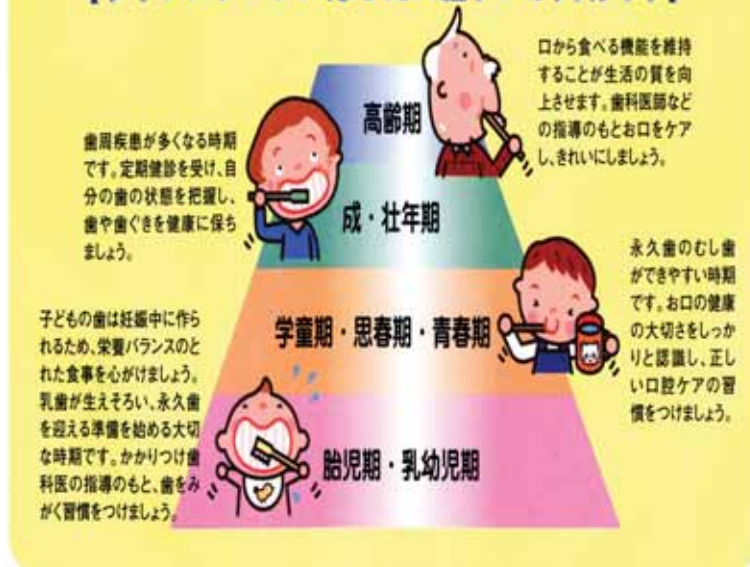 口から食べる機能を維持
することが生活の質を向
上させます。歯科医師など
の指導のもとお口をケア
し、きれいにしましょう。
高齢期
歯周疾患が多くなる時期
です。定期健診を受け、自
分の歯の状態を把握し、
歯や歯ぐきを健康に保ち
ましょう。
成・壮年期
永久歯のむし歯
ができやすい時期
です。お口の健康
の大切さをしっか
りと認識し、正し
い口腔ケアの習
慣をつけましょう。
学童期・思春期・青春期
子どもの歯は妊娠中に作ら
れるため、栄養バランスのと
れた食事を心がけましょう。
乳歯が生えそろい、永久歯
を迎える準備を始める大切
な時期です。かかりつけ歯
科医の指導のもと、歯をみ
がく習慣をつけましょう。
胎児期・乳幼児期